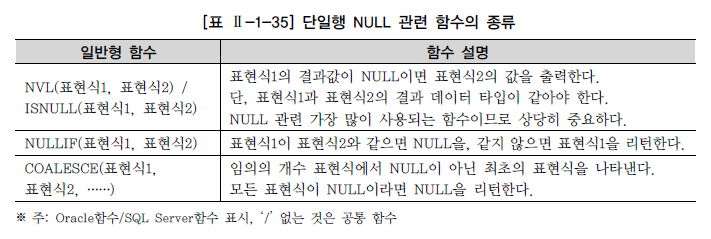 [표 Ⅱ-1-35] 단일행 NULL 관련 함수의 종류
일반형 함수
함수 설명
NVL(표현식1, 표현식2) /
ISNULL(표현식1, 표현식2)
표현식1의 결과값이 NULL이면 표현식2의 값을 출력한다.
단, 표현식1과 표현식2의 결과 데이터 타입이 같아야 한다.
NULL 관련 가장 많이 사용되는 함수이므로 상당히 중요하다.
NULLIF(표현식1, 표현식2)
표현식1이 표현식2와 같으면 NULL을, 같지 않으면 표현식1을 리턴한다.
COALESCE(표현식1,
표현식2, ……)
임의의 개수 표현식에서 NULL이 아닌 최초의 표현식을 나타낸다.
모든 표현식이 NULL이라면 NULL을 리턴한다.
※ 주: Oracle함수/SQL Server함수 표시, ‘/’ 없는 것은 공통 함수